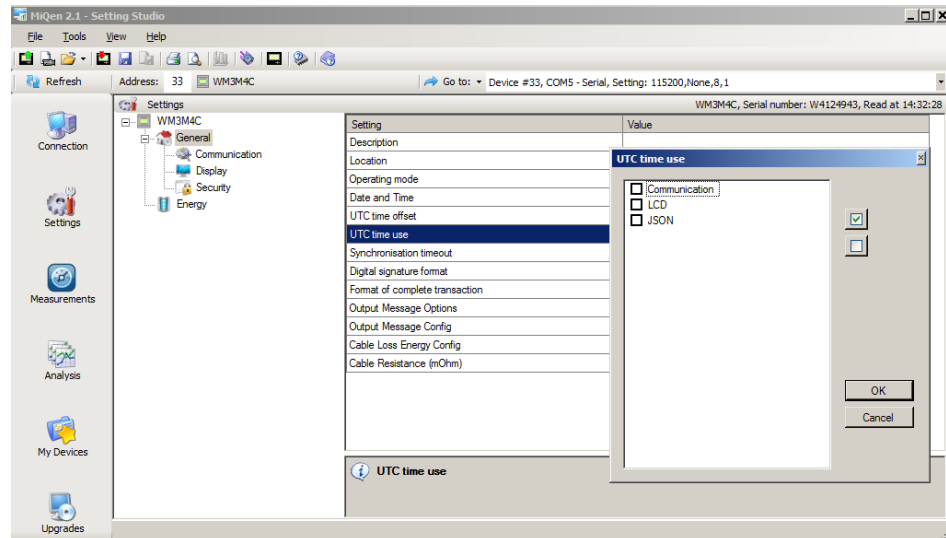 MiQen 2.1 - Setting Studio
File Tools View Help
Refresh Address: 33 WM3M4C Go to: Device #33, COM5 - Serial, Setting: 115200,None,8,1
Settings WM3M4C, Serial number: W4124943, Read at 14:32:28
Connection
Settings
Measurements
Analysis
My Devices
Upgrades
WM3M4C
General
Communication
Display
Security
Energy
Setting Value
Description
Location
Operating mode
Date and Time
UTC time offset
UTC time use
Synchronisation timeout
Digital signature format
Format of complete transaction
Output Message Options
Output Message Config
Cable Loss Energy Config
Cable Resistance (mOhm)
UTC time use
UTC time use
Communication
LCD
JSON
OK
Cancel